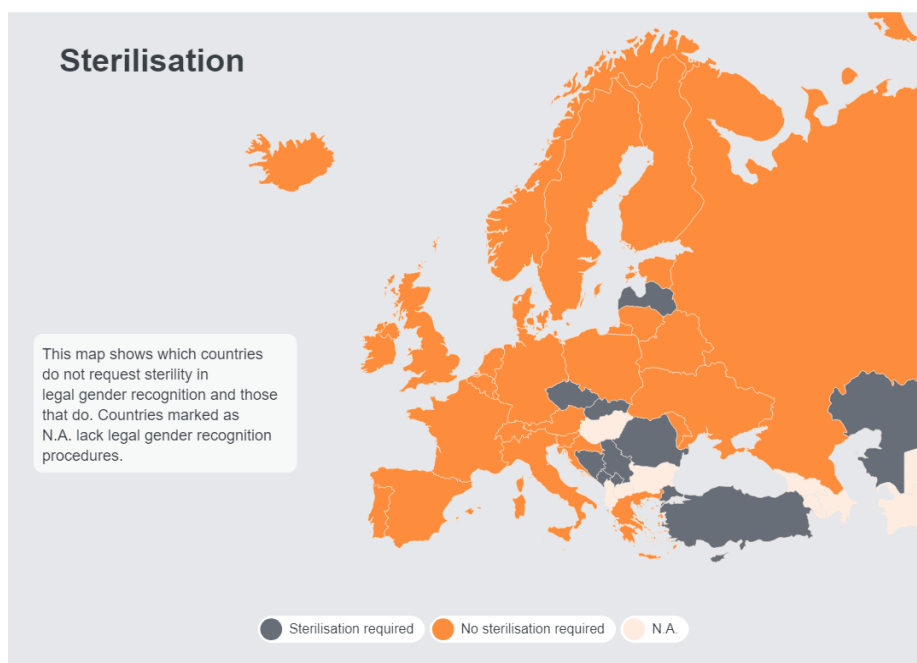 Sterilisation
This map shows which countries
do not request sterility in
legal gender recognition and those
that do. Countries marked as
N.A. lack legal gender recognition
procedures.
Sterilisation required
No sterilisation required
N.A.